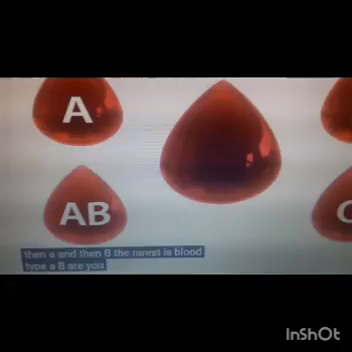 A
AB
then a and then B the rarest is blood
type a B are you
InShOt